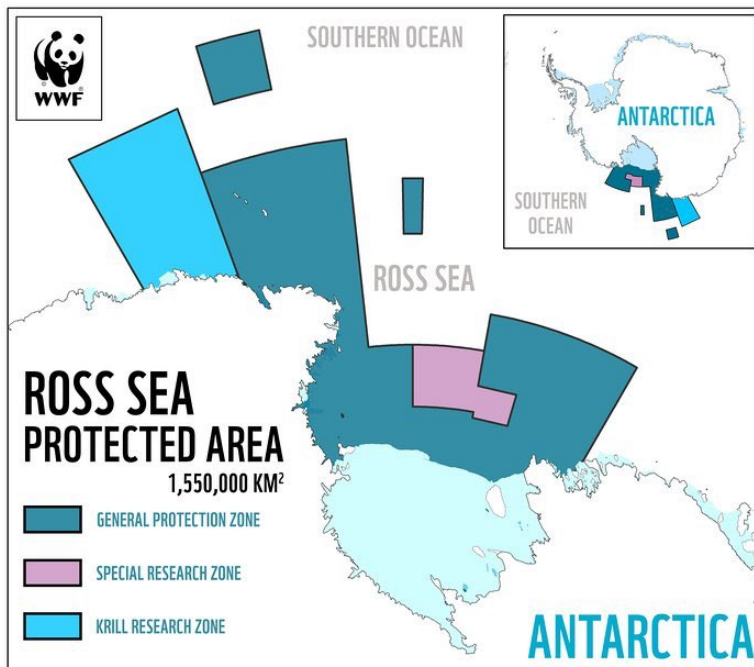 WWF
SOUTHERN OCEAN
ANTARCTICA
SOUTHERN
OCEAN
ROSS SEA
ROSS SEA
PROTECTED AREA
1,550,000 KM²
GENERAL PROTECTION ZONE
SPECIAL RESEARCH ZONE
KRILL RESEARCH ZONE
ANTARCTICA